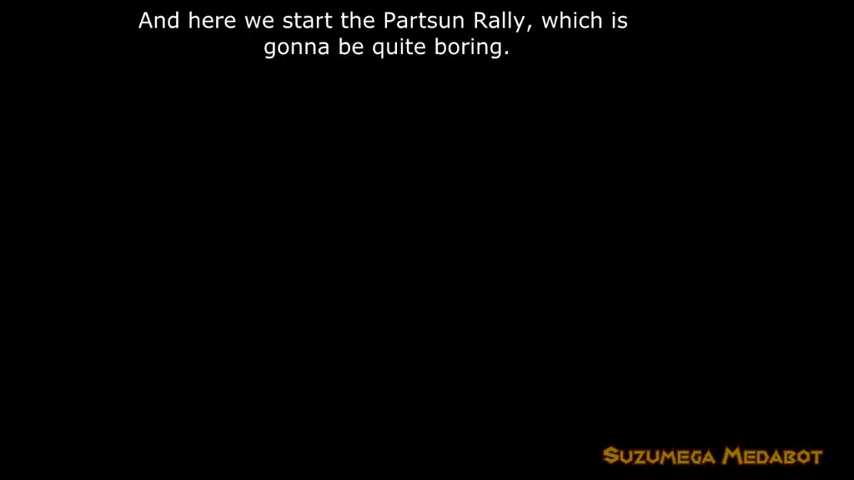 And here we start the Partsun Rally, which is
gonna be quite boring.
Suzumega Medabot